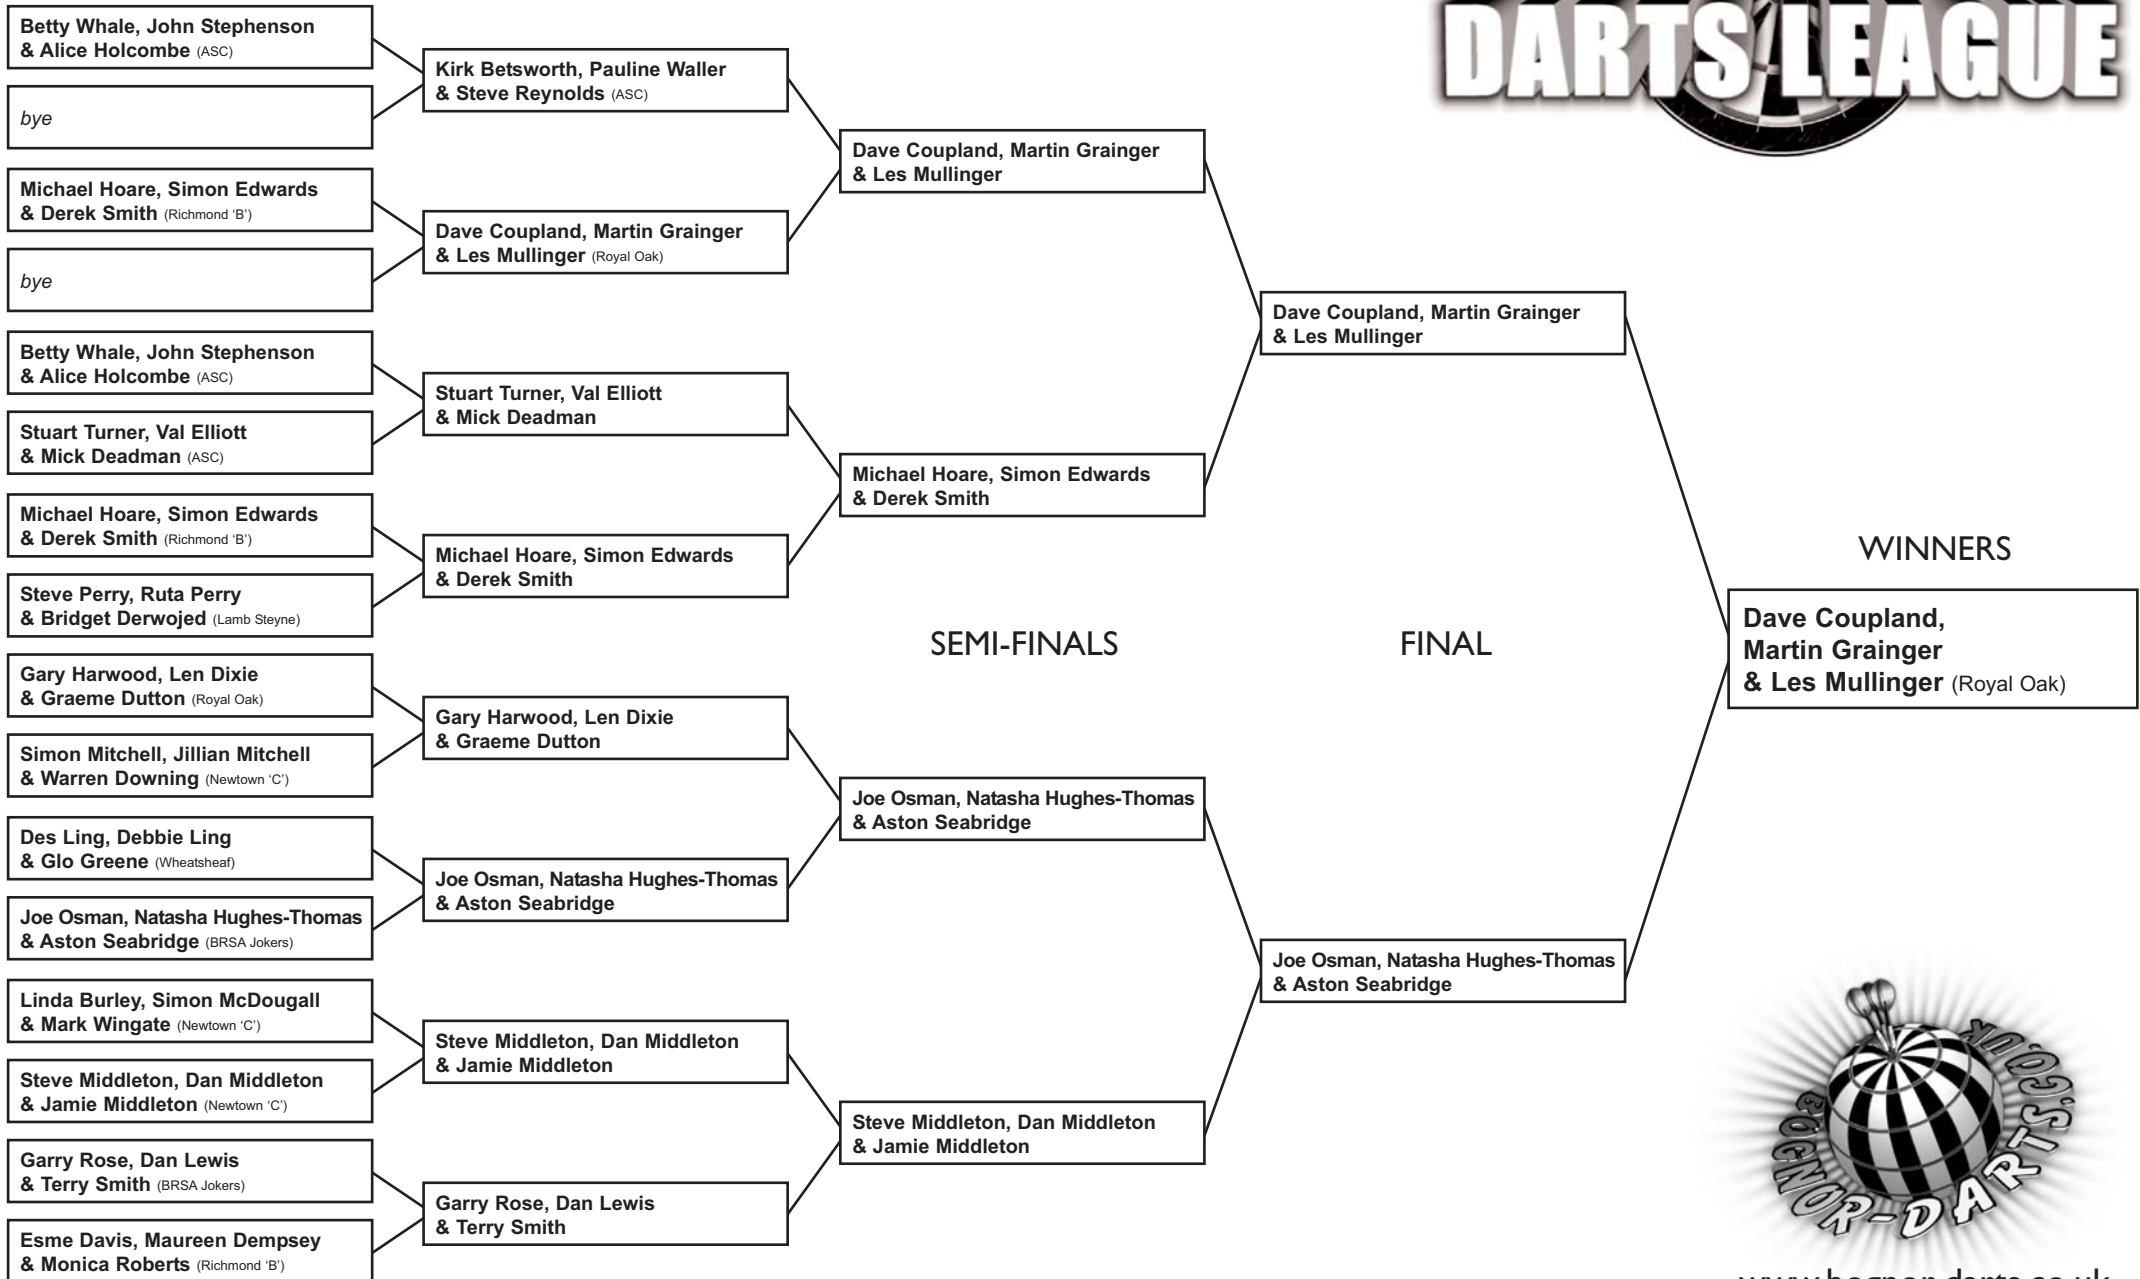 DARTS LEAGUE
Betty Whale, John Stephenson
& Alice Holcombe (ASC)
bye
Michael Hoare, Simon Edwards
& Derek Smith (Richmond ‘B’)
bye
Betty Whale, John Stephenson
& Alice Holcombe (ASC)
Stuart Turner, Val Elliott
& Mick Deadman (ASC)
Michael Hoare, Simon Edwards
& Derek Smith (Richmond ‘B’)
Steve Perry, Ruta Perry
& Bridget Derwojed (Lamb Steyne)
Gary Harwood, Len Dixie
& Graeme Dutton (Royal Oak)
Simon Mitchell, Jillian Mitchell
& Warren Downing (Newtown ‘C’)
Des Ling, Debbie Ling
& Glo Greene (Wheatsheaf)
Joe Osman, Natasha Hughes-Thomas
& Aston Seabridge (BRSA Jokers)
Linda Burley, Simon McDougall
& Mark Wingate (Newtown ‘C’)
Steve Middleton, Dan Middleton
& Jamie Middleton (Newtown ‘C’)
Garry Rose, Dan Lewis
& Terry Smith (BRSA Jokers)
Esme Davis, Maureen Dempsey
& Monica Roberts (Richmond ‘B’)
Kirk Betsworth, Pauline Waller
& Steve Reynolds (ASC)
Dave Coupland, Martin Grainger
& Les Mullinger (Royal Oak)
Stuart Turner, Val Elliott
& Mick Deadman
Michael Hoare, Simon Edwards
& Derek Smith
Gary Harwood, Len Dixie
& Graeme Dutton
Joe Osman, Natasha Hughes-Thomas
& Aston Seabridge
Steve Middleton, Dan Middleton
& Jamie Middleton
Garry Rose, Dan Lewis
& Terry Smith
Dave Coupland, Martin Grainger
& Les Mullinger
Michael Hoare, Simon Edwards
& Derek Smith
SEMI-FINALS
Joe Osman, Natasha Hughes-Thomas
& Aston Seabridge
Steve Middleton, Dan Middleton
& Jamie Middleton
Dave Coupland, Martin Grainger
& Les Mullinger
FINAL
Joe Osman, Natasha Hughes-Thomas
& Aston Seabridge
WINNERS
Dave Coupland,
Martin Grainger
& Les Mullinger (Royal Oak)
BOGNOR-DARTS.CO.UK
www.bognor-darts.co.uk